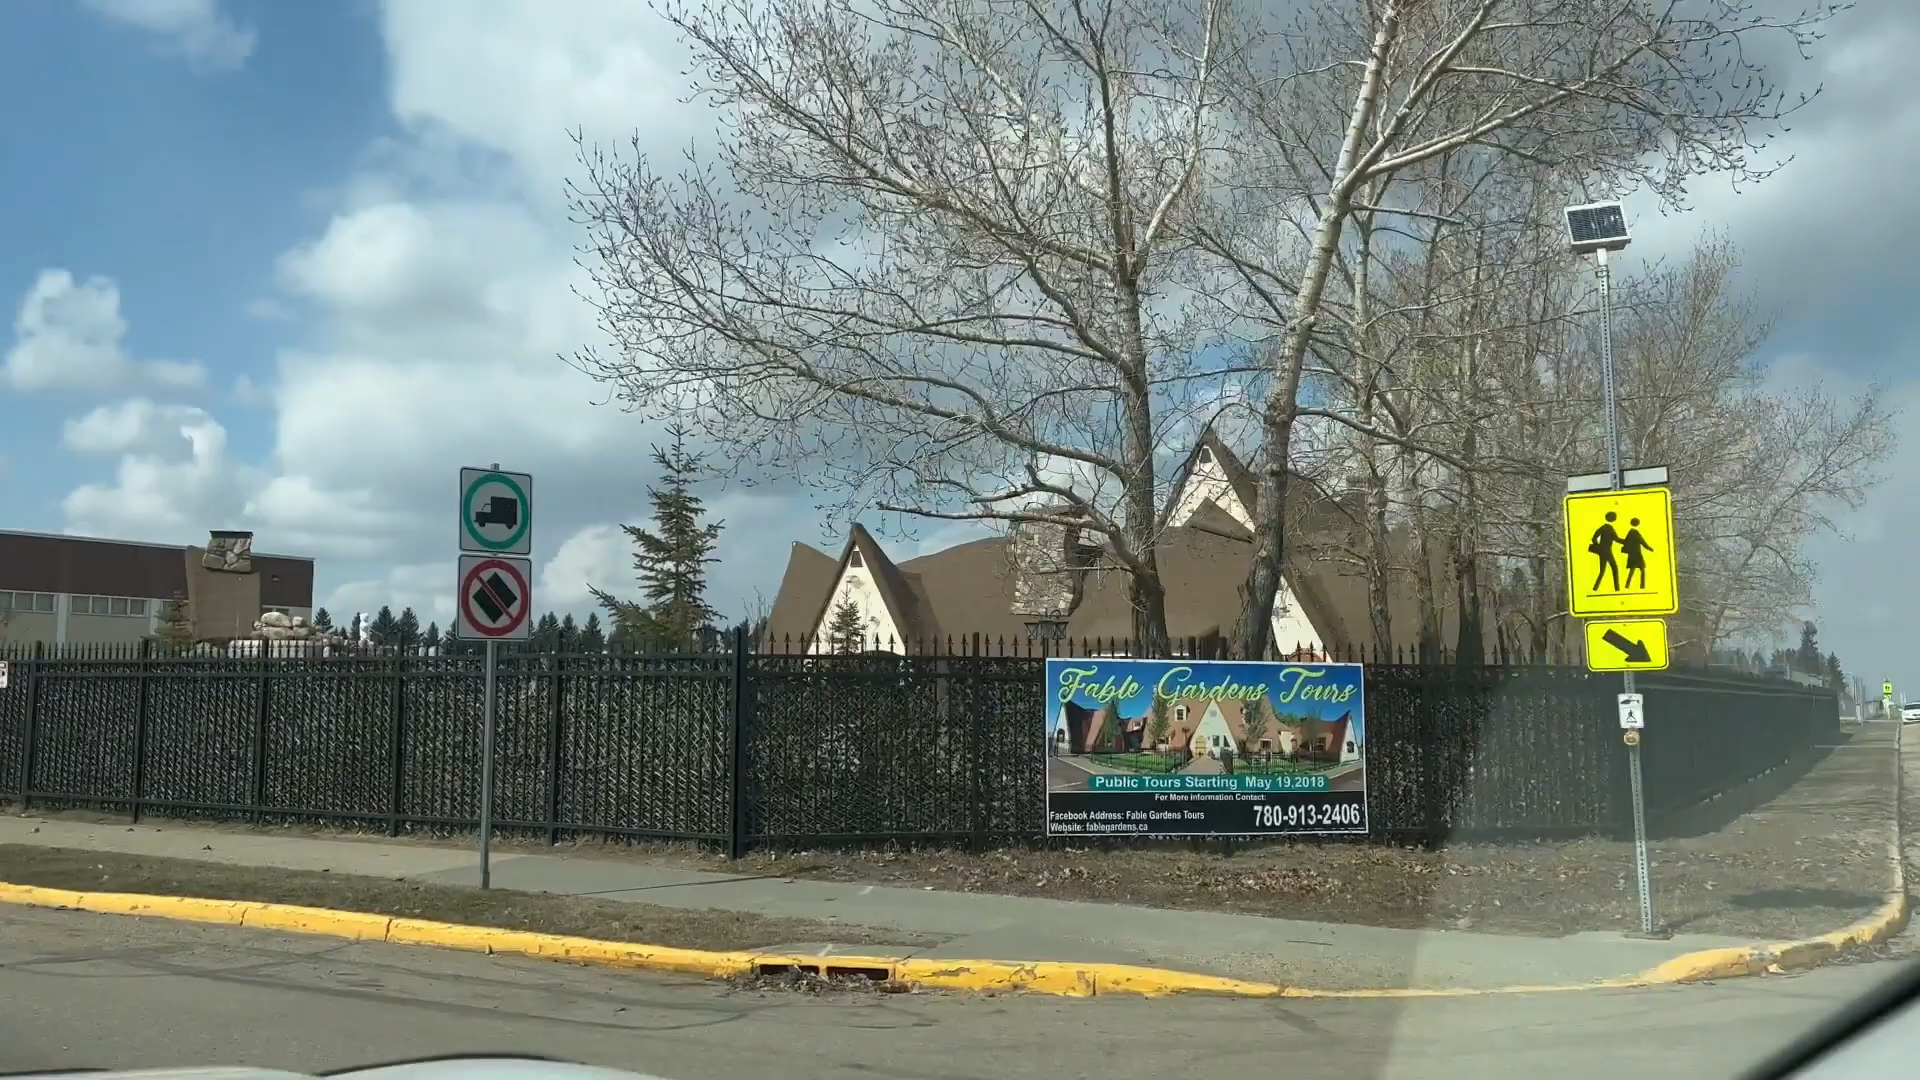 Fable Gardens Tours
Public Tours Starting May 19,2018
For More Information Contact:
Facebook Address: Fable Gardens Tours
780-913-2406
Website: fablegardens.ca